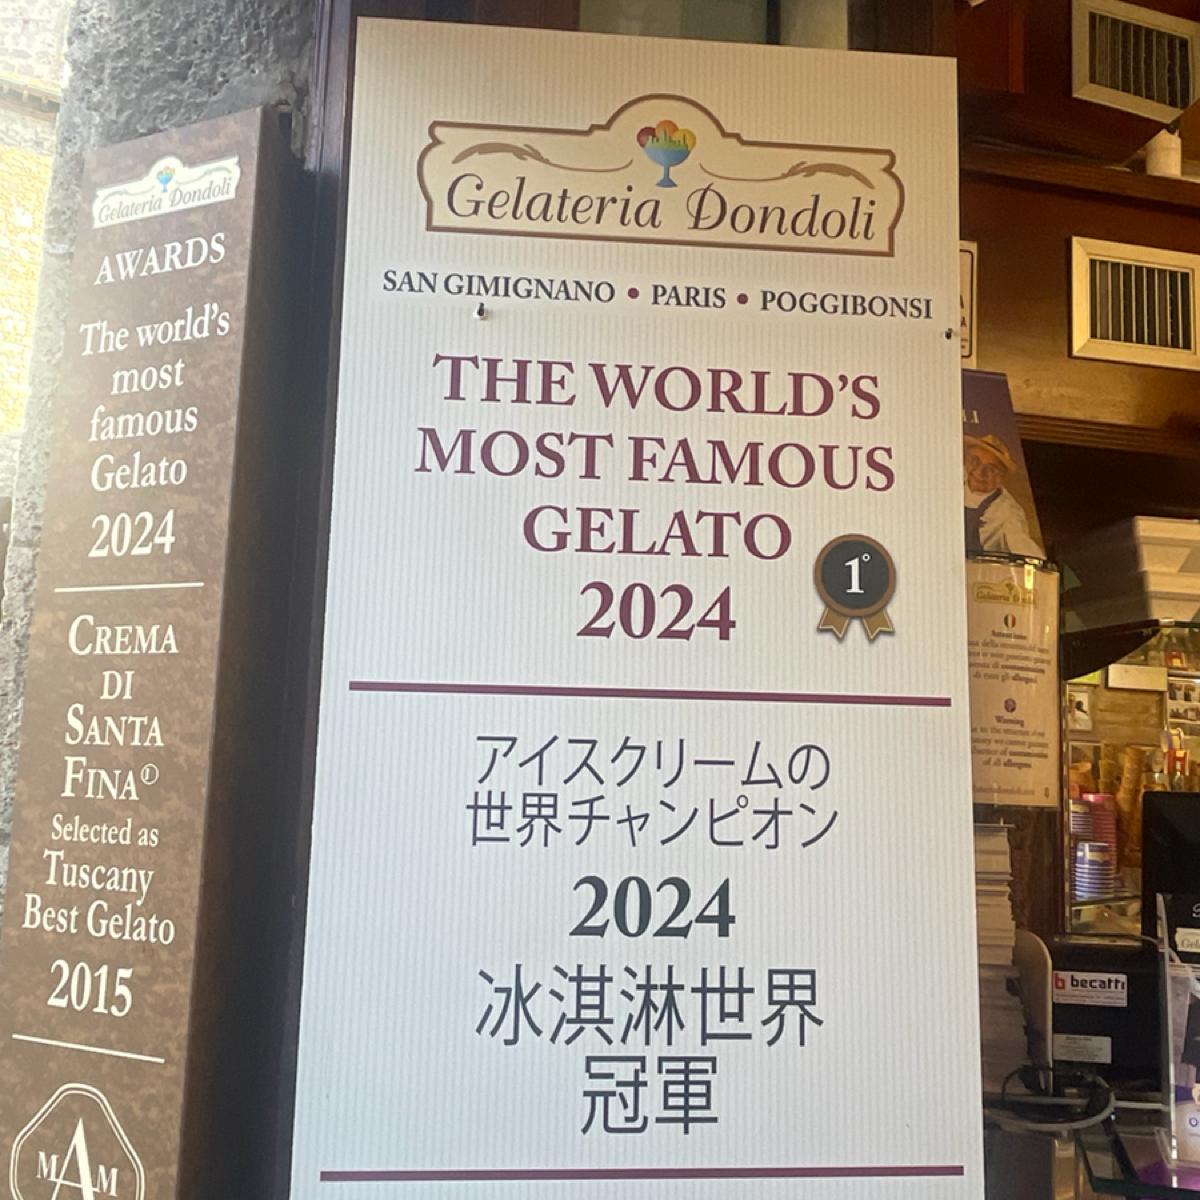 Gelateria Dondoli
AWARDS
The world's
most
famous
Gelato
2024
CREMA
DI
SANTA
FINA©
Selected as
Tuscany
Best Gelato
2015
MAM
Gelateria Dondoli
SAN GIMIGNANO • PARIS • POGGIBONSI
THE WORLD'S
MOST FAMOUS
GELATO
2024
1°
アイスクリームの
世界チャンピオン
2024
冰淇淋世界
冠軍
Warning
becatti